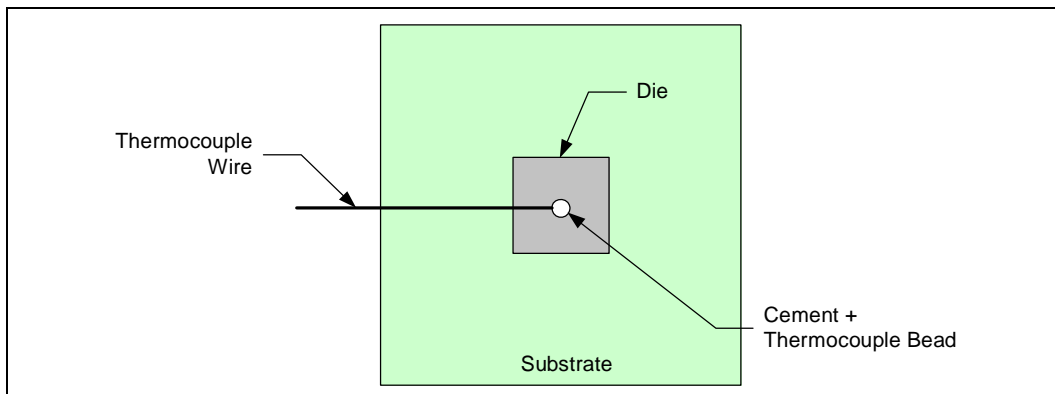 Die
Thermocouple
Wire
Cement +
Thermocouple Bead
Substrate